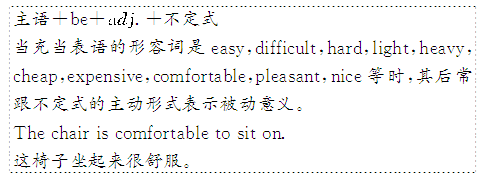 主语＋be＋adj.＋不定式
当充当表语的形容词是 easy,difficult,hard,light,heavy,
cheap,expensive,comfortable,pleasant,nice 等时,其后常
跟不定式的主动形式表示被动意义。
The chair is comfortable to sit on.
这椅子坐起来很舒服。